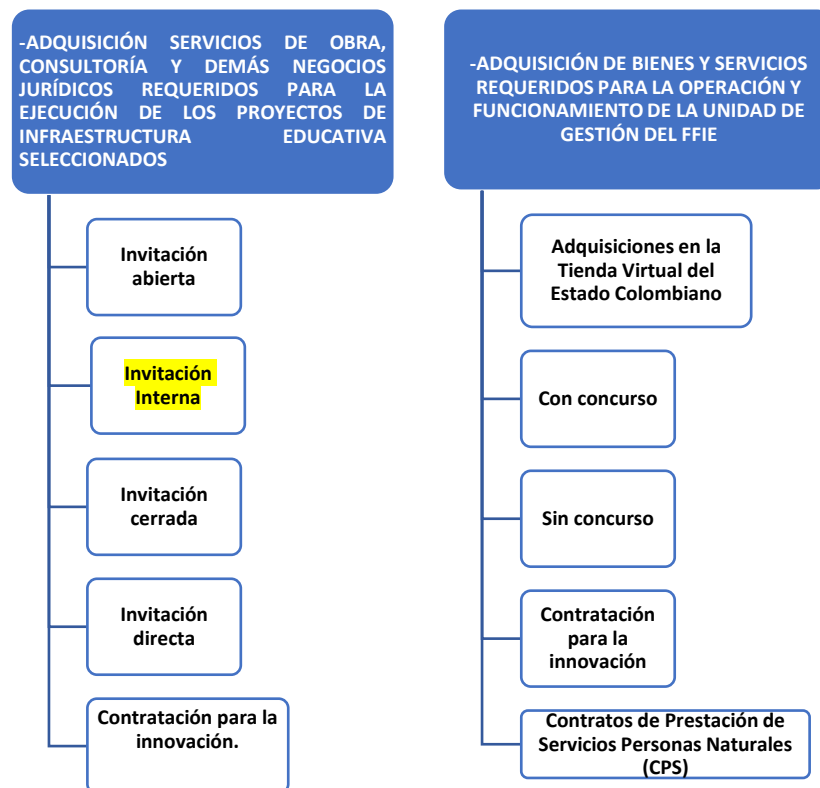 -ADQUISICIÓN SERVICIOS DE OBRA,
CONSULTORÍA Y DEMÁS NEGOCIOS
JURÍDICOS REQUERIDOS PARA LA
EJECUCIÓN DE LOS PROYECTOS DE
INFRAESTRUCTURA EDUCATIVA
SELECCIONADOS
Invitación
abierta
Invitación
Interna
Invitación
cerrada
Invitación
directa
Contratación para la
innovación.
-ADQUISICIÓN DE BIENES Y SERVICIOS
REQUERIDOS PARA LA OPERACIÓN Y
FUNCIONAMIENTO DE LA UNIDAD DE
GESTIÓN DEL FFIE
Adquisiciones en la
Tienda Virtual del
Estado Colombiano
Con concurso
Sin concurso
Contratación
para la
innovación
Contratos de Prestación de
Servicios Personas Naturales
(CPS)